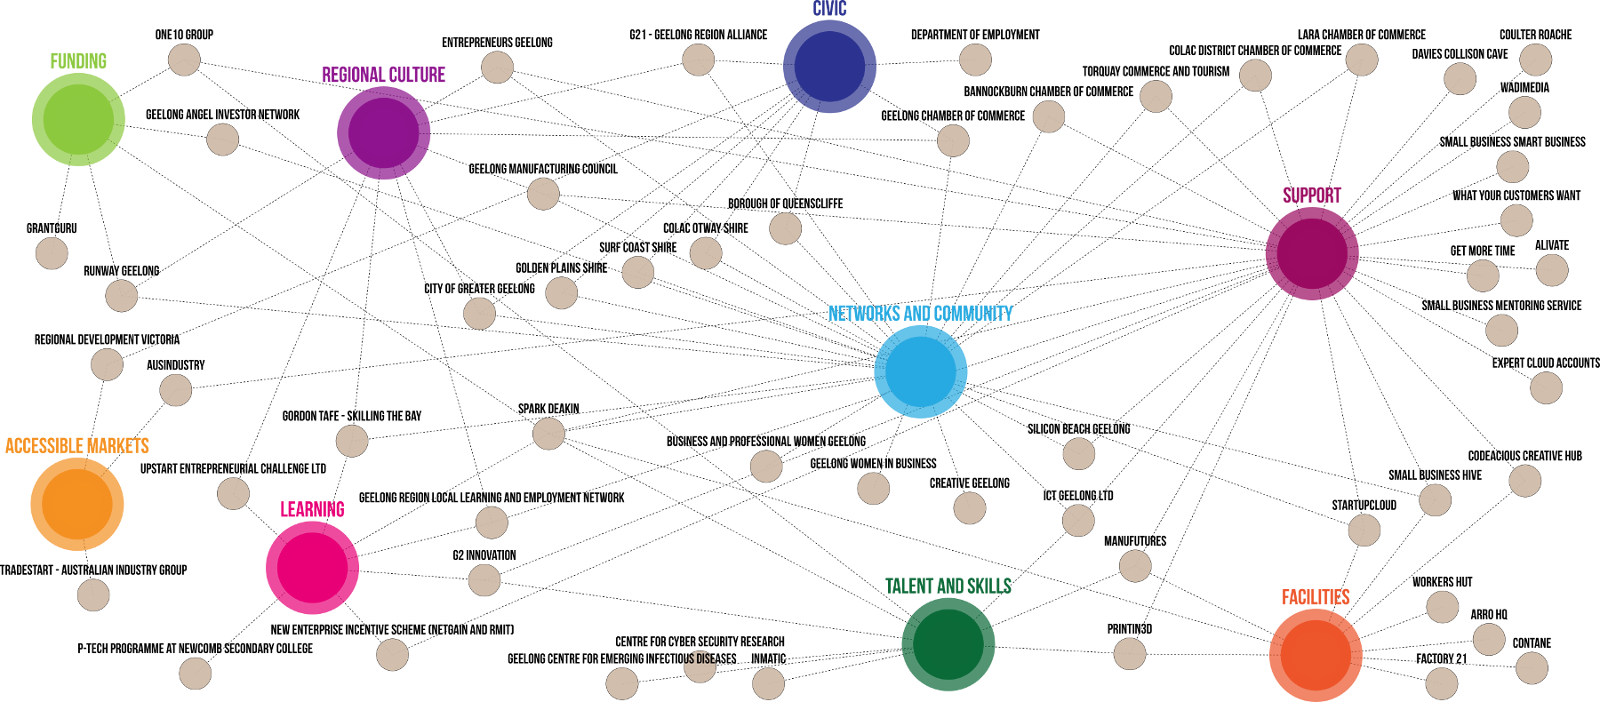 CIVIC
ONE10 GROUP
ENTREPRENEURS GEELONG
G21 - GEELONG REGION ALLIANCE
DEPARTMENT OF EMPLOYMENT
LARA CHAMBER OF COMMERCE
COULTER ROACHE
COLAC DISTRICT CHAMBER OF COMMERCE
DAVIES COLLISON CAVE
FUNDING
REGIONAL CULTURE
TORQUAY COMMERCE AND TOURISM
WADIMEDIA
BANNOCKBURN CHAMBER OF COMMERCE
GEELONG ANGEL INVESTOR NETWORK
GEELONG CHAMBER OF COMMERCE
SMALL BUSINESS SMART BUSINESS
GEELONG MANUFACTURING COUNCIL
SUPPORT
WHAT YOUR CUSTOMERS WANT
BOROUGH OF QUEENSCLIFFE
GRANTGURU
COLAC OTWAY SHIRE
SURF COAST SHIRE
GET MORE TIME
ALIVATE
RUNWAY GEELONG
GOLDEN PLAINS SHIRE
CITY OF GREATER GEELONG
SMALL BUSINESS MENTORING SERVICE
NETWORKS AND COMMUNITY
REGIONAL DEVELOPMENT VICTORIA
AUSINDUSTRY
EXPERT CLOUD ACCOUNTS
GORDON TAFE - SKILLING THE BAY
SPARK DEAKIN
SILICON BEACH GEELONG
ACCESSIBLE MARKETS
BUSINESS AND PROFESSIONAL WOMEN GEELONG
CODEACIOUS CREATIVE HUB
UPSTART ENTREPRENEURIAL CHALLENGE LTD
GEELONG WOMEN IN BUSINESS
SMALL BUSINESS HIVE
CREATIVE GEELONG
GEELONG REGION LOCAL LEARNING AND EMPLOYMENT NETWORK
ICT GEELONG LTD
STARTUPCLOUD
LEARNING
MANUFUTURES
G2 INNOVATION
TRADESTART - AUSTRALIAN INDUSTRY GROUP
TALENT AND SKILLS
WORKERS HUT
FACILITIES
ARRO HQ
NEW ENTERPRISE INCENTIVE SCHEME (NETGAIN AND RMIT)
PRINTIN3D
CENTRE FOR CYBER SECURITY RESEARCH
CONTANE
P-TECH PROGRAMME AT NEWCOMB SECONDARY COLLEGE
GEELONG CENTRE FOR EMERGING INFECTIOUS DISEASES
INMATIC
FACTORY 21